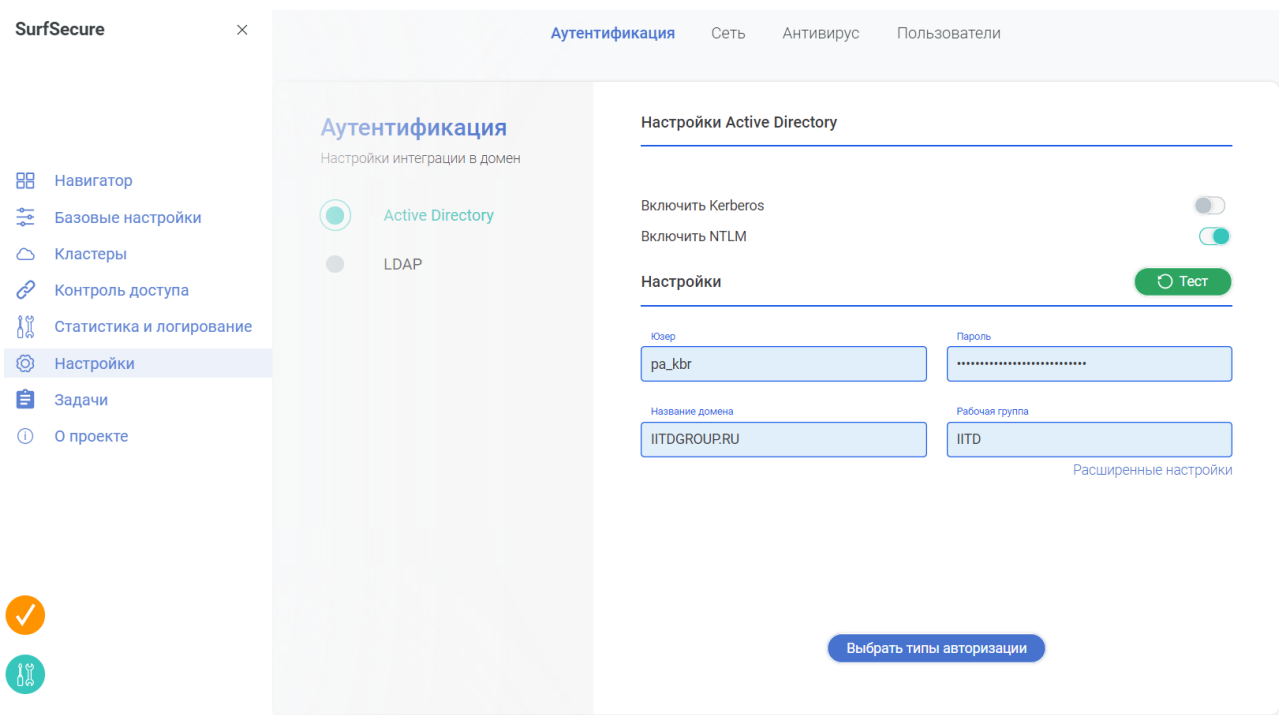 SurfSecure
Аутентификация
Сеть
Антивирус
Пользователи
Навигатор
Базовые настройки
Кластеры
Контроль доступа
Статистика и логирование
Настройки
Задачи
О проекте
Аутентификация
Настройки интеграции в домен
Active Directory
LDAP
Настройки Active Directory
Включить Kerberos
Включить NTLM
Настройки
Тест
Юзер
Пароль
pa_kbr
••••••••••••••••••••••••••••
Название домена
Рабочая группа
IITDGROUP.RU
IITD
Расширенные настройки
Выбрать типы авторизации